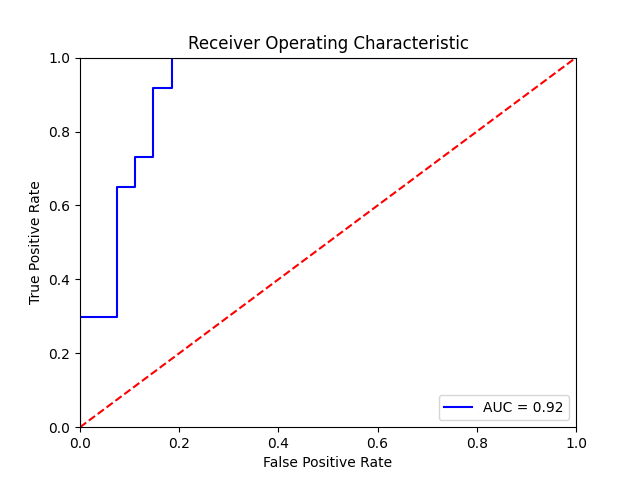 Receiver Operating Characteristic
True Positive Rate
1.0
0.8
0.6
0.4
0.2
0.0
AUC = 0.92
0.0 0.2 0.4 0.6 0.8 1.0
False Positive Rate